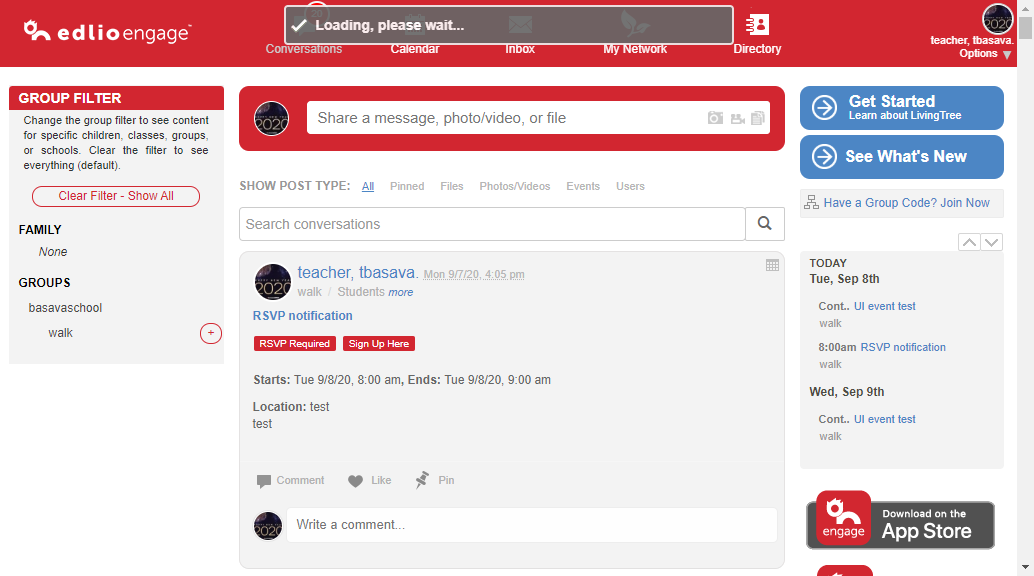 edlio engage
Loading, please wait...
Conversations
Calendar
Inbox
My Network
Directory
teacher, tbasava.
Options
GROUP FILTER
Change the group filter to see content
for specific children, classes, groups,
or schools. Clear the filter to see
everything (default).
Clear Filter - Show All
FAMILY
None
GROUPS
basavaschool
walk
+
2020
Share a message, photo/video, or file
SHOW POST TYPE: All Pinned Files Photos/Videos Events Users
Search conversations
2020
teacher, tbasava. Mon 9/7/20, 4:05 pm
walk / Students more
RSVP notification
RSVP Required Sign Up Here
Starts: Tue 9/8/20, 8:00 am, Ends: Tue 9/8/20, 9:00 am
Location: test
test
Comment Like Pin
2020
Write a comment...
Get Started
Learn about LivingTree
See What's New
Have a Group Code? Join Now
TODAY
Tue, Sep 8th
Cont.. UI event test
walk
8:00am RSVP notification
walk
Wed, Sep 9th
Cont.. UI event test
walk
engage
Download on the
App Store